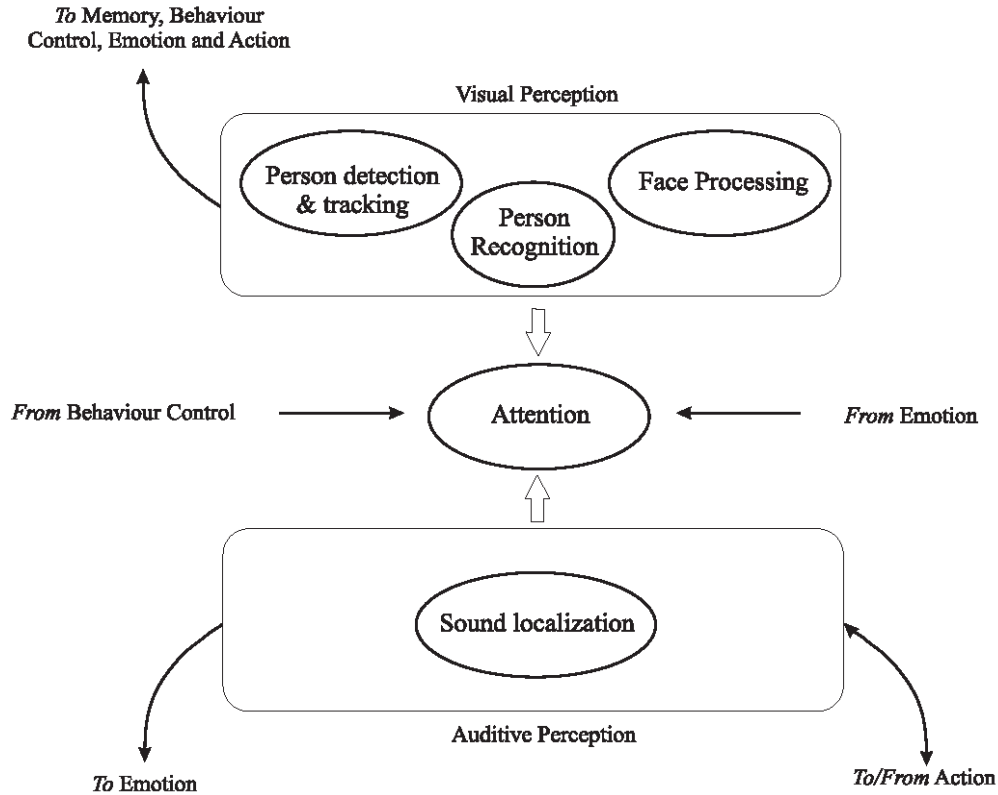 To Memory, Behaviour
Control, Emotion and Action
Visual Perception
Person detection
& tracking
Person
Recognition
Face Processing
From Behaviour Control
Attention
From Emotion
Sound localization
Auditive Perception
To Emotion
To/From Action